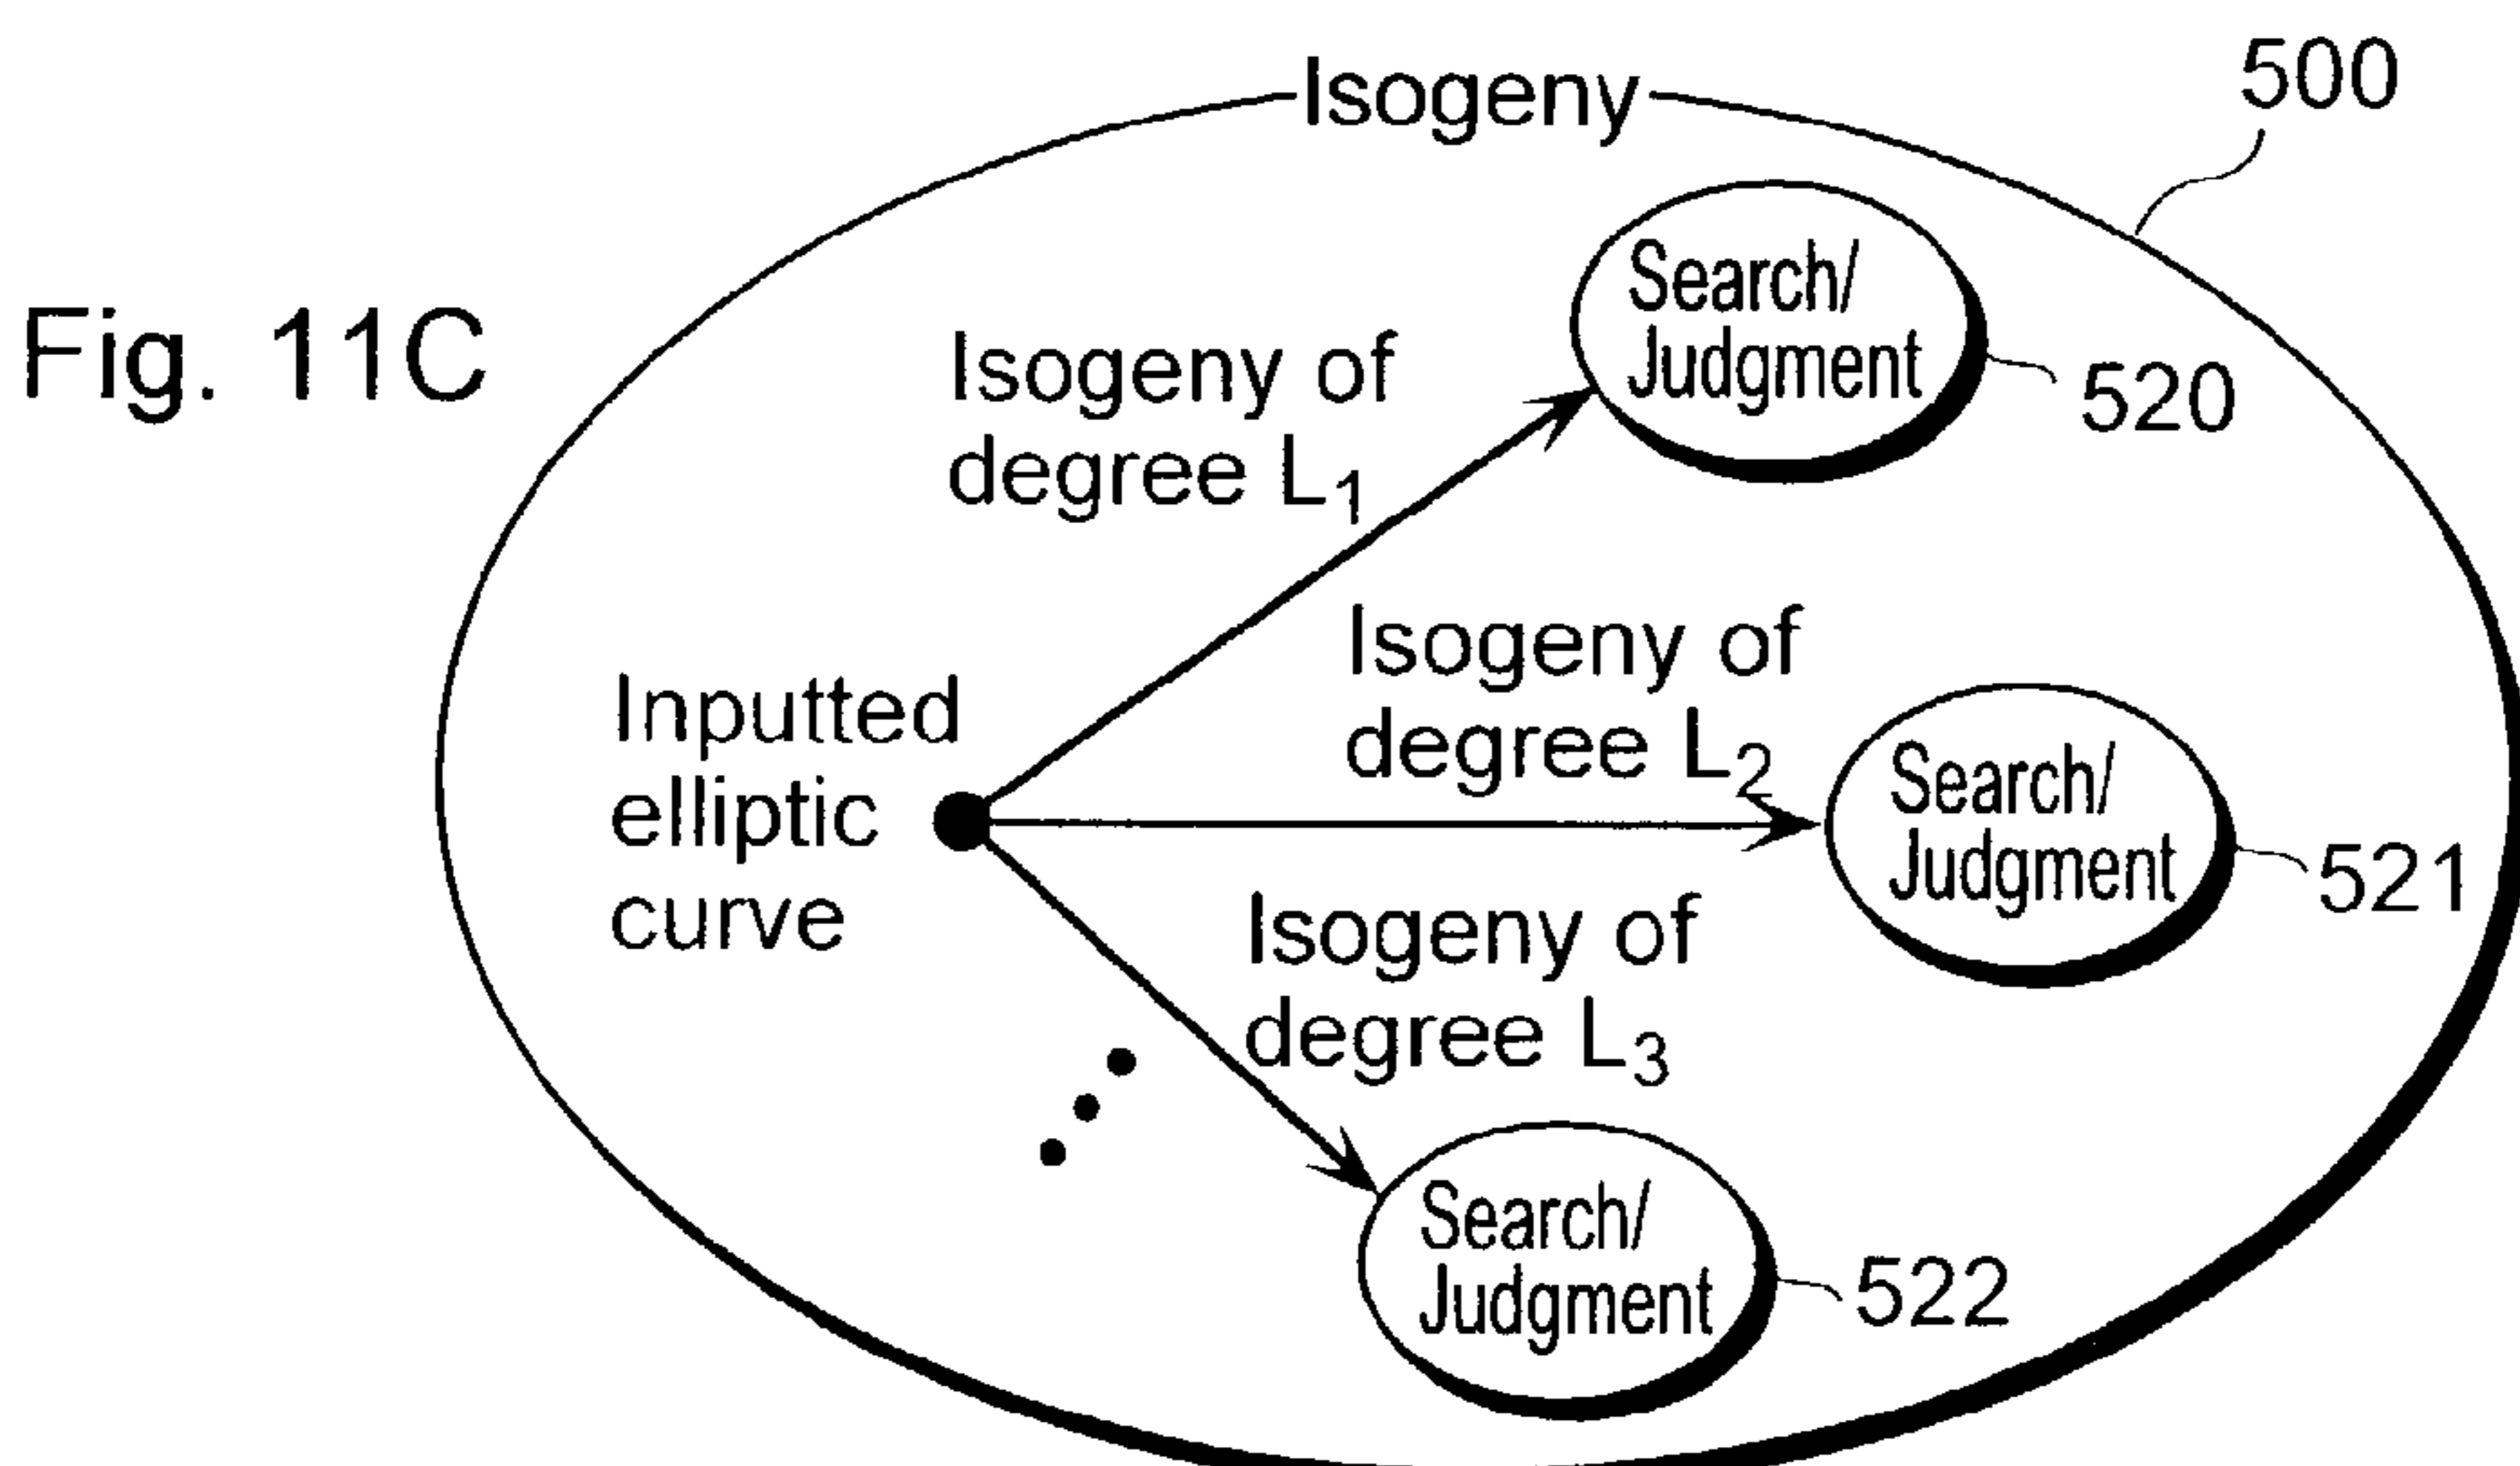 Isogeny
500
Fig. 11C
Search/
Judgment
520
Isogeny of
degree L₁
Isogeny of
degree L₂
Inputted
elliptic
curve
Search/
Judgment
521
Isogeny of
degree L₃
Search/
Judgment
522